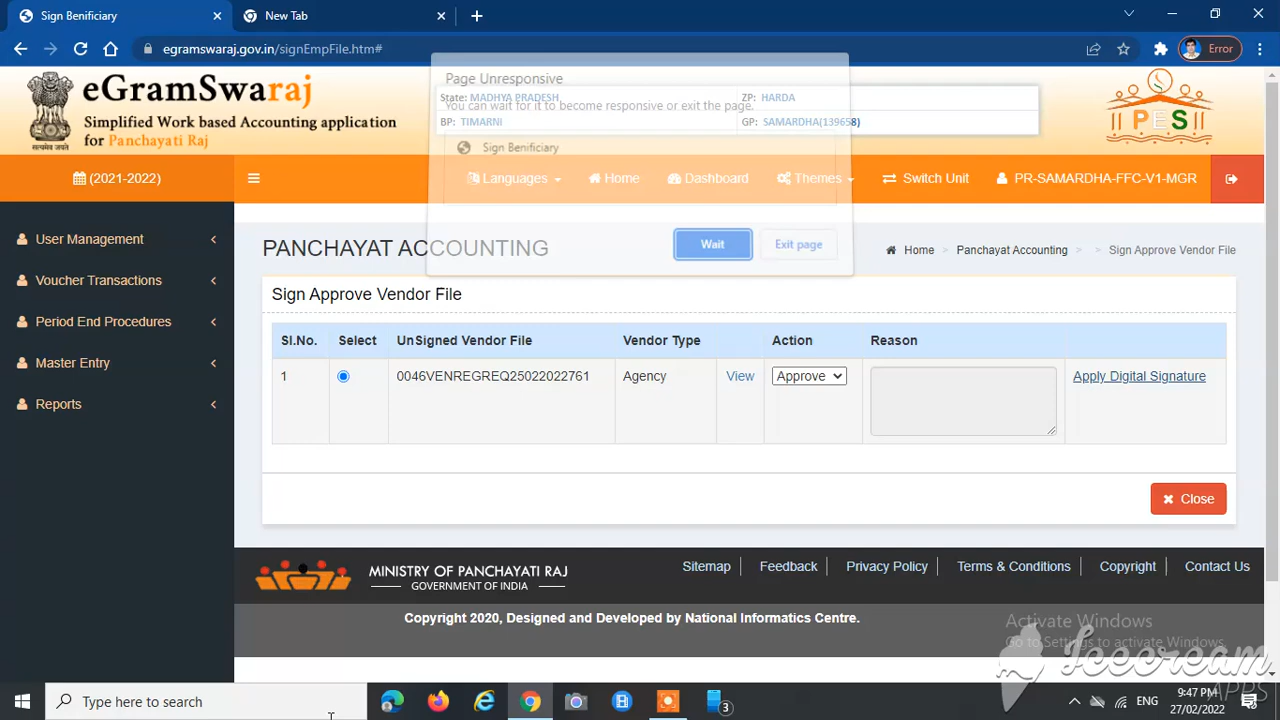 Sign Benificiary
New Tab
egramswaraj.gov.in/signEmpFile.htm#
Error
eGramSwaraj
Simplified Work based Accounting application
for Panchayati Raj
Page Unresponsive
You can wait for it to become responsive or exit the page.
Sign Benificiary
Wait
Exit page
State: MADHYA PRADESH
ZP: HARDA
BP: TIMARNI
GP: SAMARDHA(139658)
PES
(2021-2022)
Languages
Home
Dashboard
Themes
Switch Unit
PR-SAMARDHA-FFC-V1-MGR
User Management
Voucher Transactions
Period End Procedures
Master Entry
Reports
PANCHAYAT ACCOUNTING
Home > Panchayat Accounting > > Sign Approve Vendor File
Sign Approve Vendor File
Sl.No. Select UnSigned Vendor File Vendor Type Action Reason
1 0046VENREGREQ25022022761 Agency View Approve Apply Digital Signature
Close
MINISTRY OF PANCHAYATI RAJ
GOVERNMENT OF INDIA
Sitemap
Feedback
Privacy Policy
Terms & Conditions
Copyright
Contact Us
Copyright 2020, Designed and Developed by National Informatics Centre.
Activate Windows
Go to Settings to activate Windows.
Icecream
APPS
Type here to search
3
ENG
9:47 PM
27/02/2022